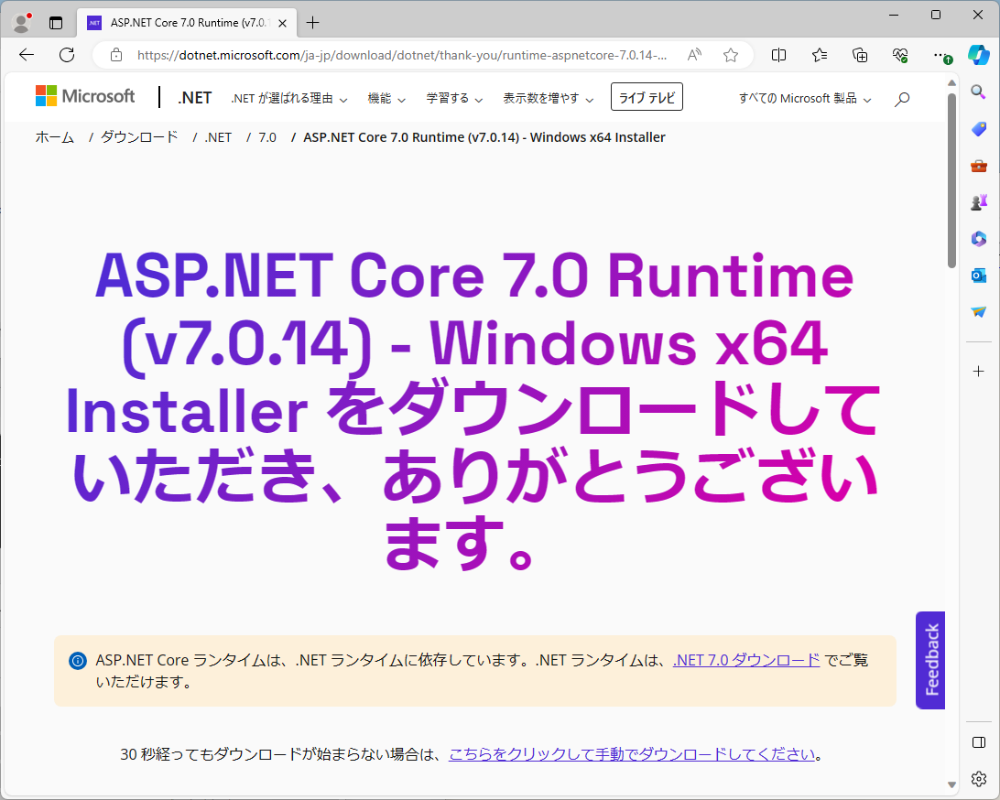 ASP.NET Core 7.0 Runtime (v7.0.
https://dotnet.microsoft.com/ja-jp/download/dotnet/thank-you/runtime-aspnetcore-7.0.14-...
Microsoft .NET .NET が選ばれる理由 機能 学習する 表示数を増やす ライブ テレビ すべての Microsoft 製品
ホーム / ダウンロード / .NET / 7.0 / ASP.NET Core 7.0 Runtime (v7.0.14) - Windows x64 Installer
ASP.NET Core 7.0 Runtime
(v7.0.14) - Windows x64
Installer をダウンロードして
いただき、ありがとうござい
ます。
ASP.NET Core ランタイムは、.NET ランタイムに依存しています。.NET ランタイムは、.NET 7.0 ダウンロード でご覧
いただけます。
Feedback
30 秒経ってもダウンロードが始まらない場合は、こちらをクリックして手動でダウンロードしてください。